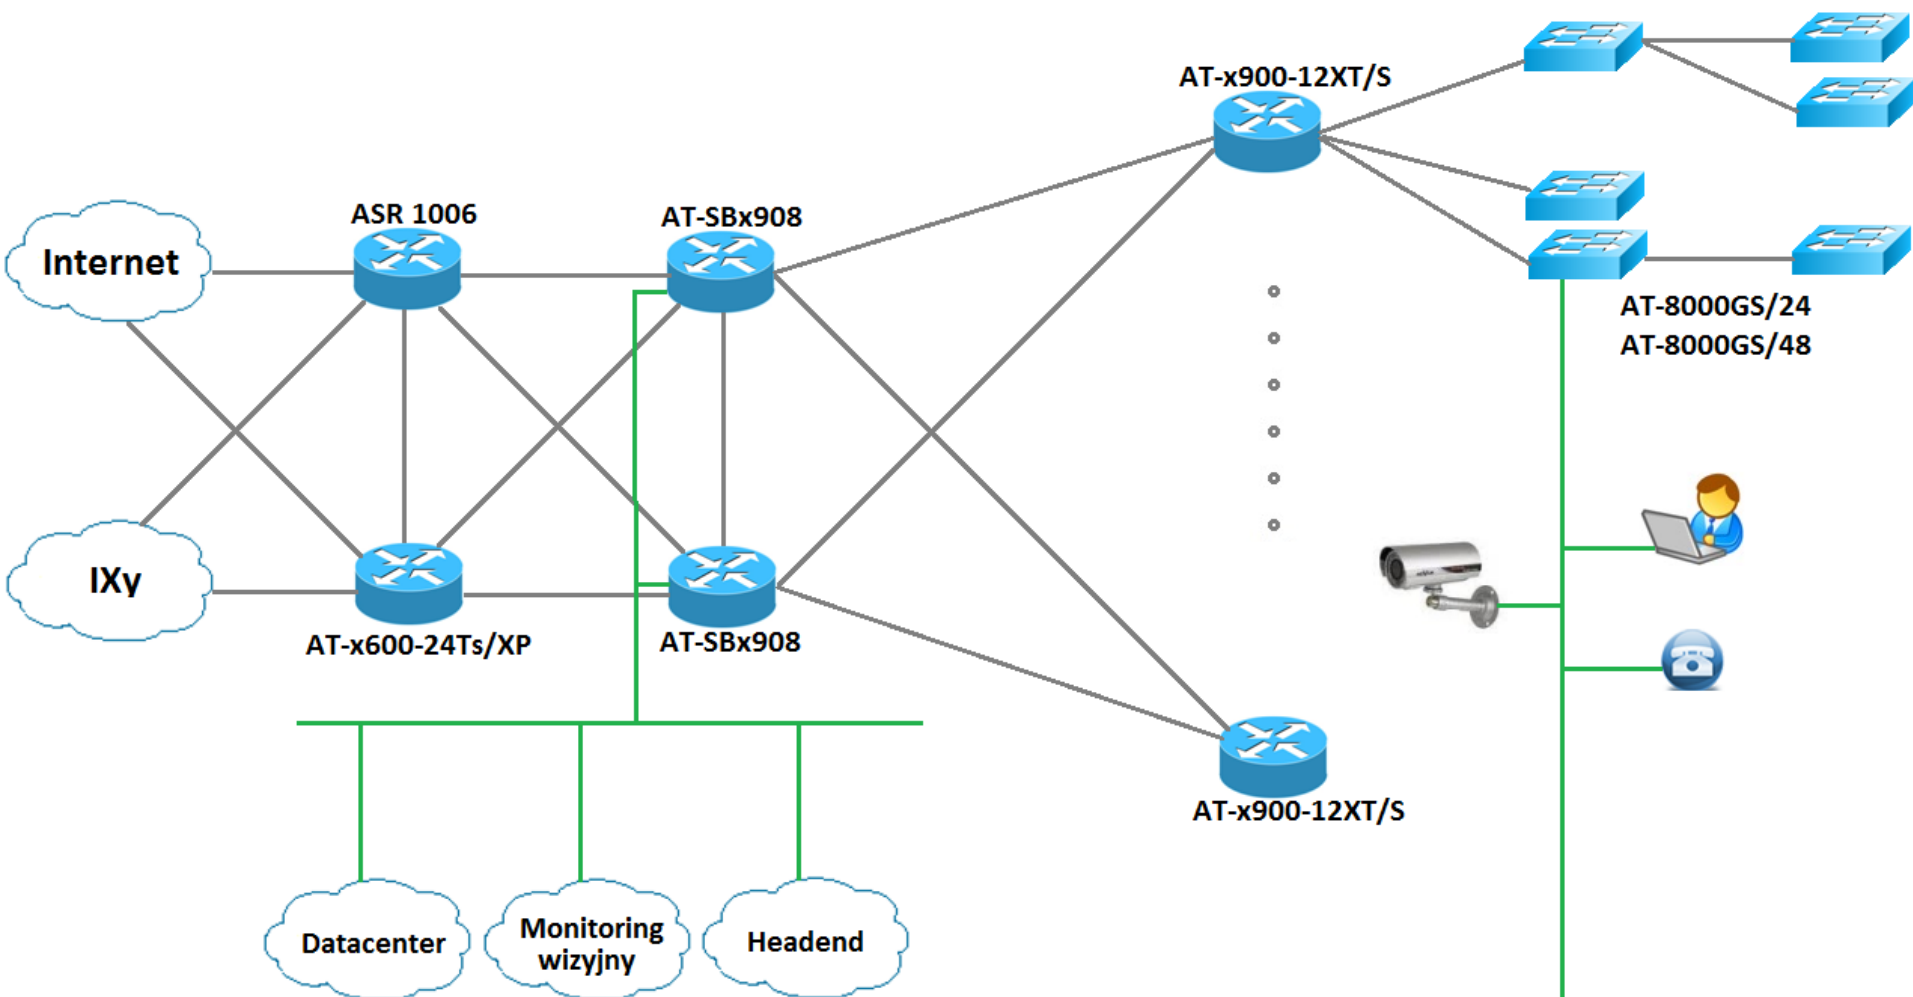 AT-x900-12XT/S
ASR 1006
AT-SBx908
Internet
AT-8000GS/24
AT-8000GS/48
IXy
AT-x600-24Ts/XP
AT-SBx908
AT-x900-12XT/S
Datacenter
Monitoring
wizyjny
Headend